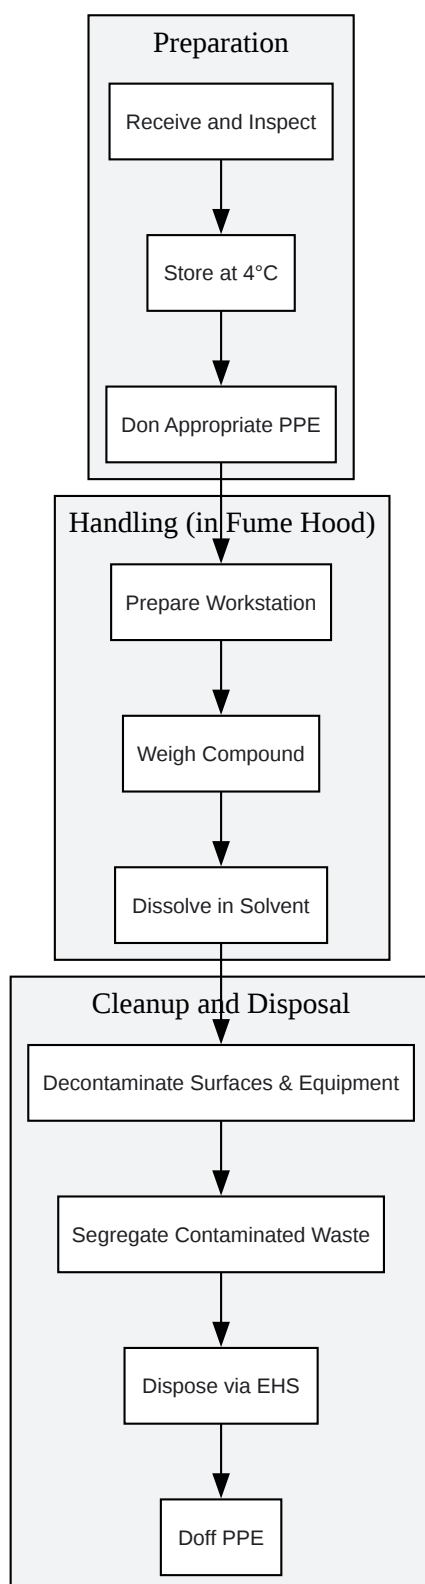 Preparation
Receive and Inspect
Store at 4°C
Don Appropriate PPE
Handling (in Fume Hood)
Prepare Workstation
Weigh Compound
Dissolve in Solvent
Cleanup and Disposal
Decontaminate Surfaces & Equipment
Segregate Contaminated Waste
Dispose via EHS
Doff PPE